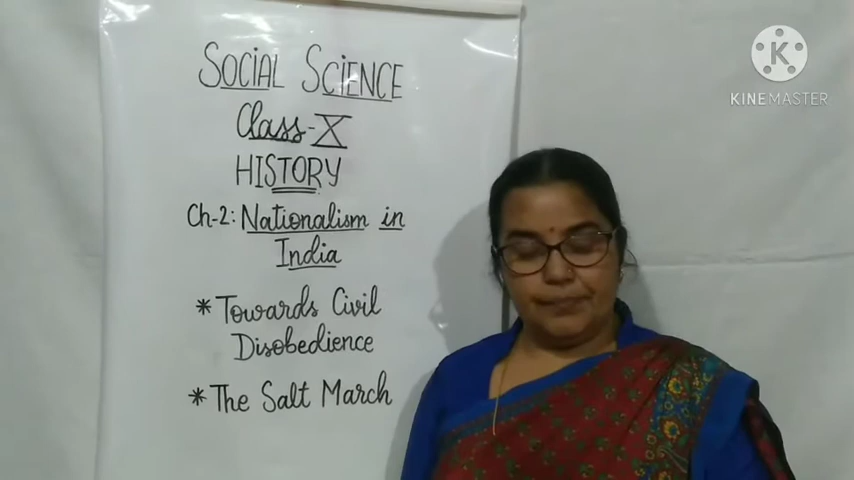 SOCIAL SCIENCE
Class-X
HISTORY
Ch-2: Nationalism in
India
* Towards Civil
Disobedience
* The Salt March
K
KINEMASTER